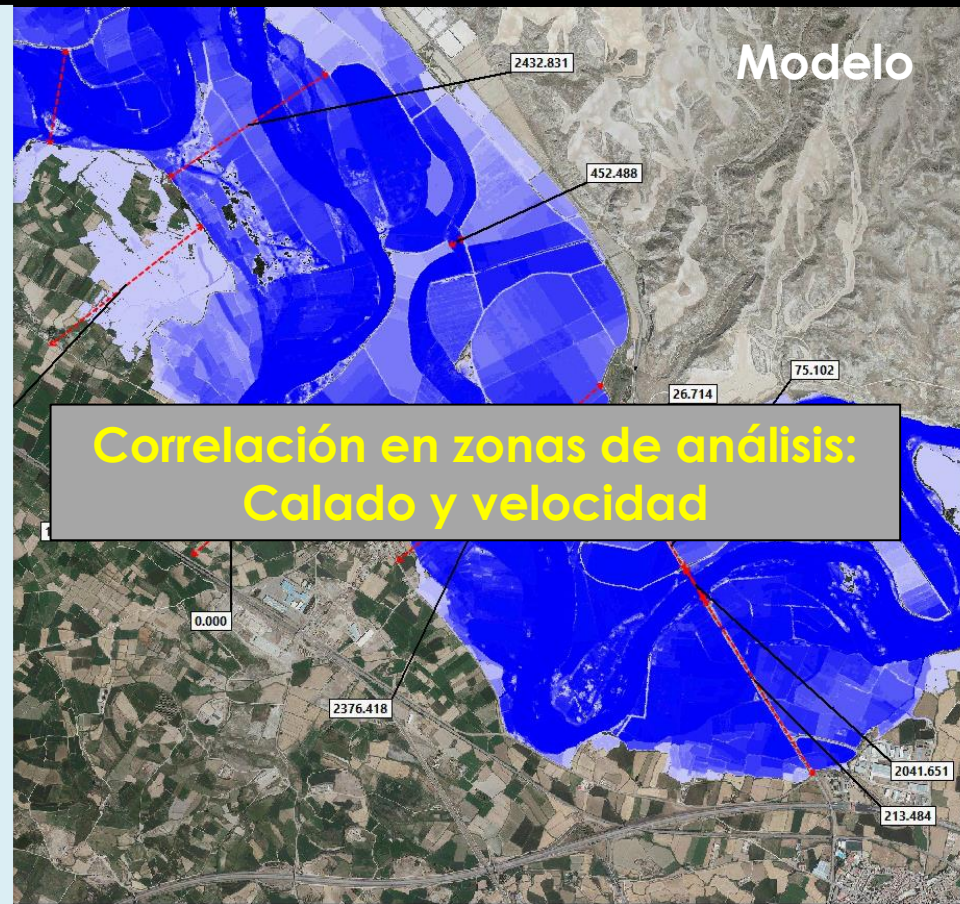 Modelo
2432.831
452.488
75.102
26.714
Correlación en zonas de análisis:
Calado y velocidad
0.000
2376.418
2041.651
213.484